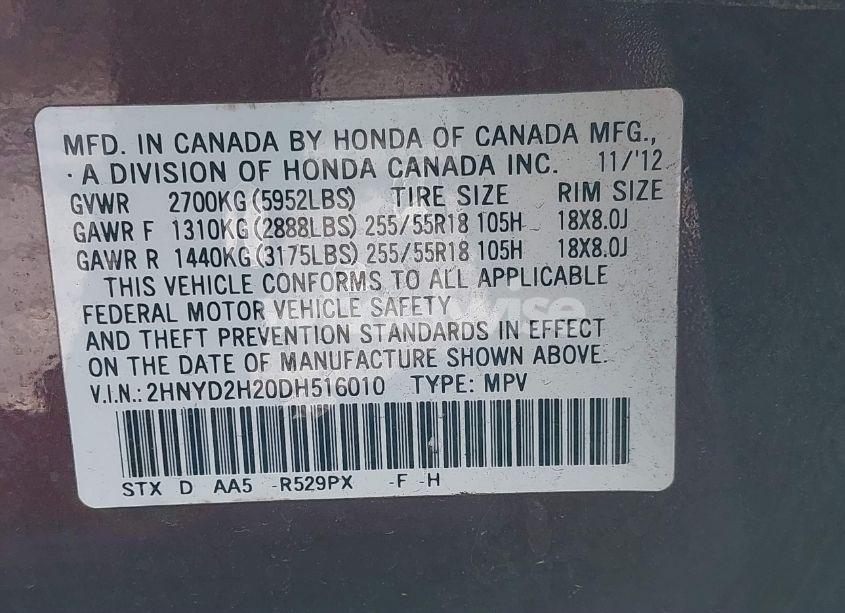 MFD. IN CANADA BY HONDA OF CANADA MFG.,
· A DIVISION OF HONDA CANADA INC. 11/'12
GVWR 2700KG (5952LBS) TIRE SIZE RIM SIZE
GAWR F 1310KG (2888LBS) 255/55R18 105H 18X8.0J
GAWR R 1440KG (3175LBS) 255/55R18 105H 18X8.0J
THIS VEHICLE CONFORMS TO ALL APPLICABLE
FEDERAL MOTOR VEHICLE SAFETY
AND THEFT PREVENTION STANDARDS IN EFFECT
ON THE DATE OF MANUFACTURE SHOWN ABOVE.
V.I.N.: 2HNYD2H20DH516010 TYPE: MPV
STX D AA5 -R529PX -F -H